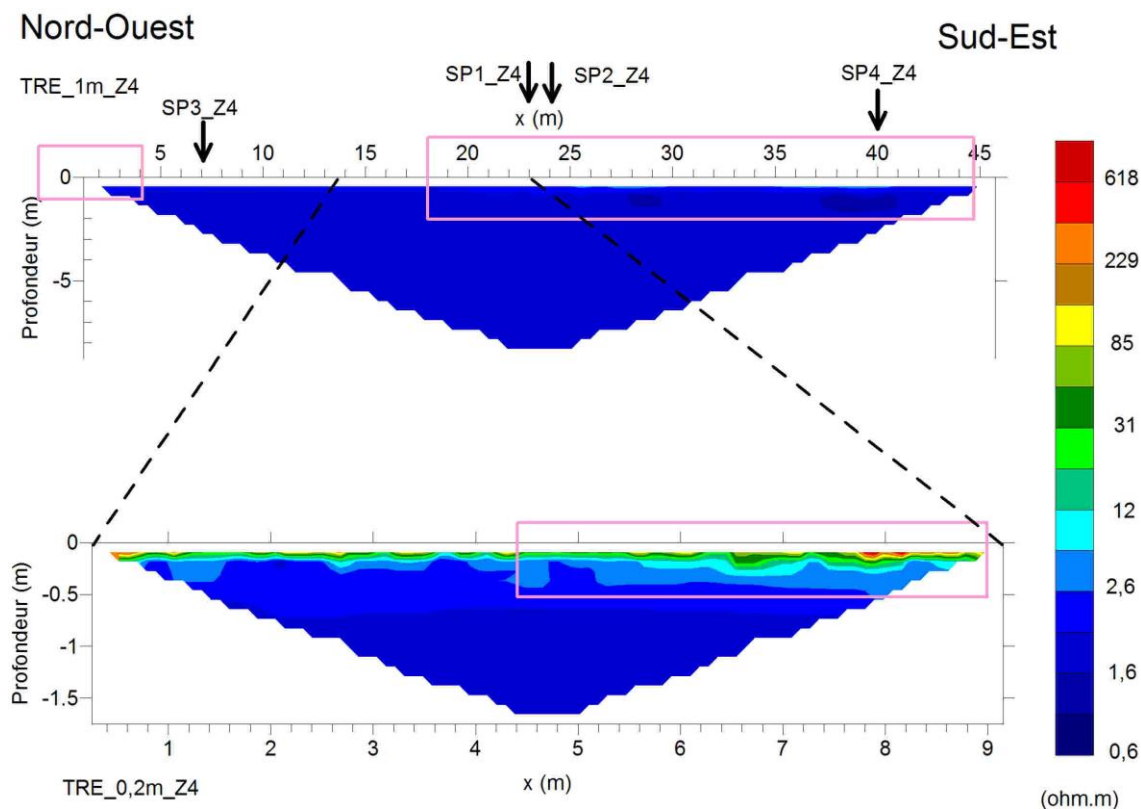 Nord-Ouest
Sud-Est
TRE_1m_Z4
SP3_Z4
SP1_Z4
SP2_Z4
SP4_Z4
x (m)
5 10 15 20 25 30 35 40 45
0
-5
Profondeur (m)
618
229
85
31
12
2,6
1,6
0,6
(ohm.m)
0
-0.5
-1
-1.5
Profondeur (m)
1 2 3 4 5 6 7 8 9
x (m)
TRE_0,2m_Z4